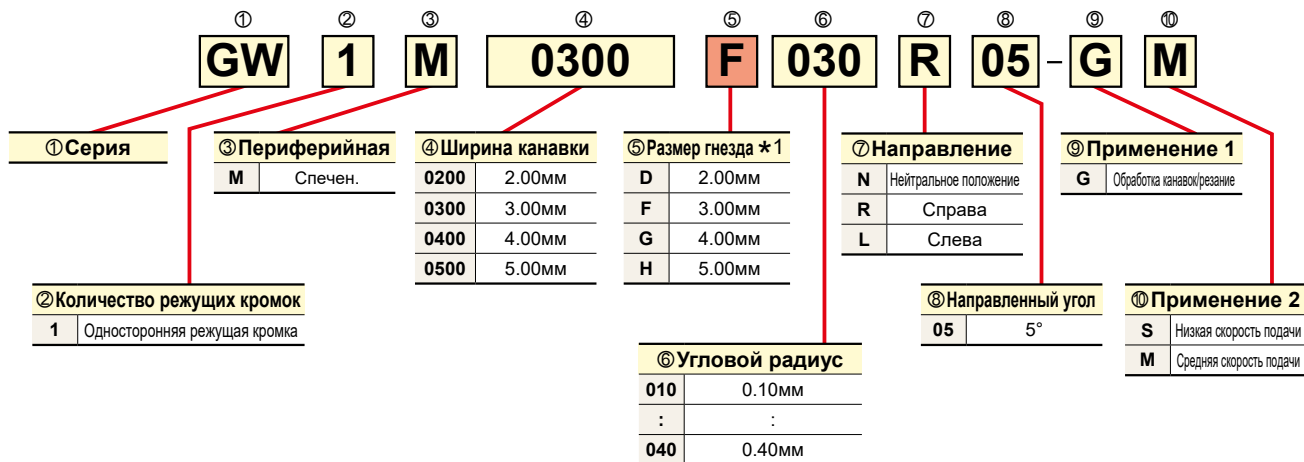 ① ② ③ ④ ⑤ ⑥ ⑦ ⑧ ⑨ ⑩
GW 1 M 0300 F 030 R 05 – G M
①Серия
③Периферийная
M Спечен.
④Ширина канавки
0200 2.00мм
0300 3.00мм
0400 4.00мм
0500 5.00мм
⑤Размер гнезда *1
D 2.00мм
F 3.00мм
G 4.00мм
H 5.00мм
⑦Направление
N Нейтральное положение
R Справа
L Слева
⑨Применение 1
G Обработка канавок/резание
②Количество режущих кромок
1 Односторонняя режущая кромка
⑧Направленный угол
05 5°
⑩Применение 2
S Низкая скорость подачи
M Средняя скорость подачи
⑥Угловой радиус
010 0.10мм
: :
040 0.40мм